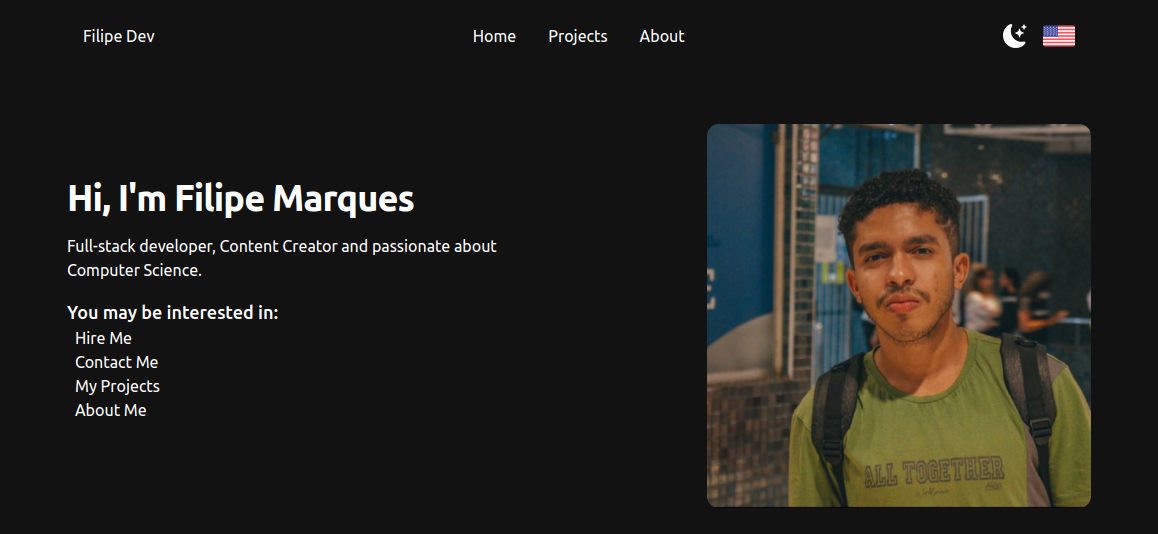 Filipe Dev
Home Projects About
Hi, I'm Filipe Marques
Full-stack developer, Content Creator and passionate about
Computer Science.
You may be interested in:
Hire Me
Contact Me
My Projects
About Me
ALL TOGETHER